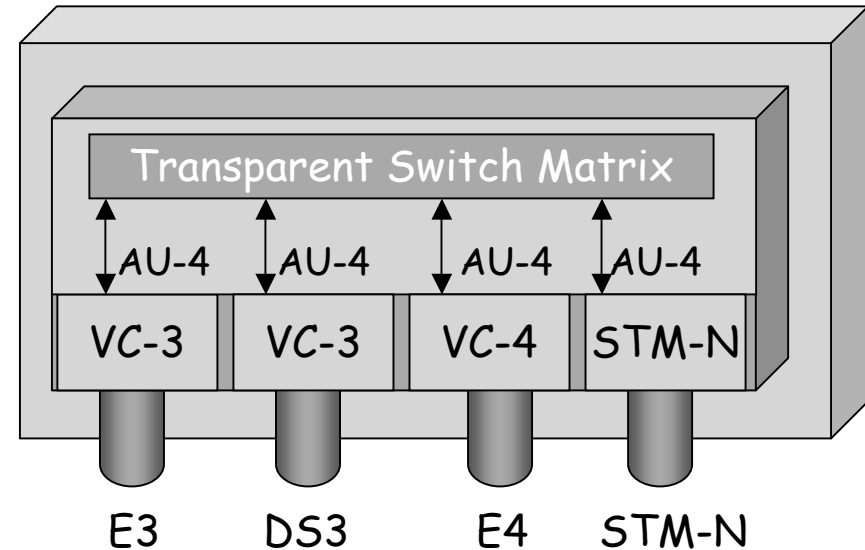 Transparent Switch Matrix
AU-4 AU-4 AU-4 AU-4
VC-3 VC-3 VC-4 STM-N
E3 DS3 E4 STM-N